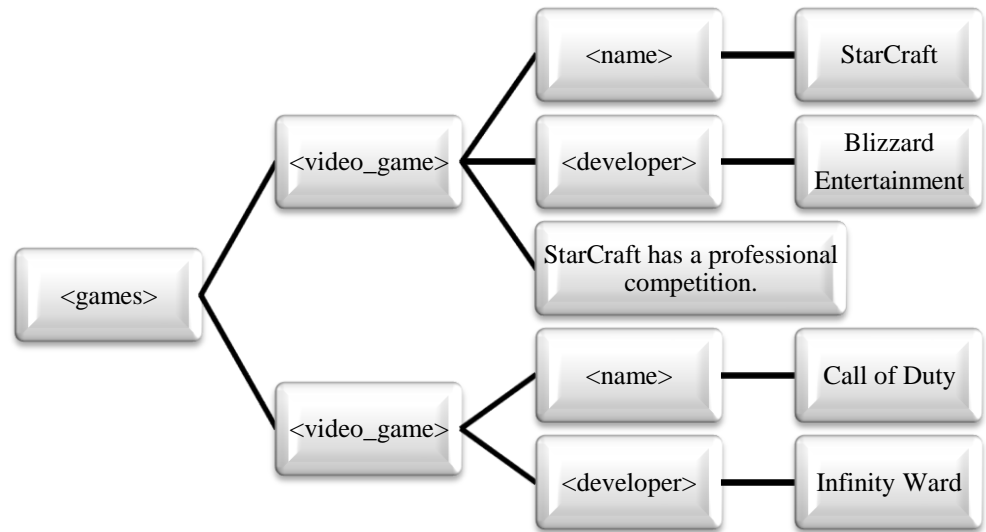 <games>
<video_game>
<name>
StarCraft
<developer>
Blizzard
Entertainment
StarCraft has a professional
competition.
<video_game>
<name>
Call of Duty
<developer>
Infinity Ward